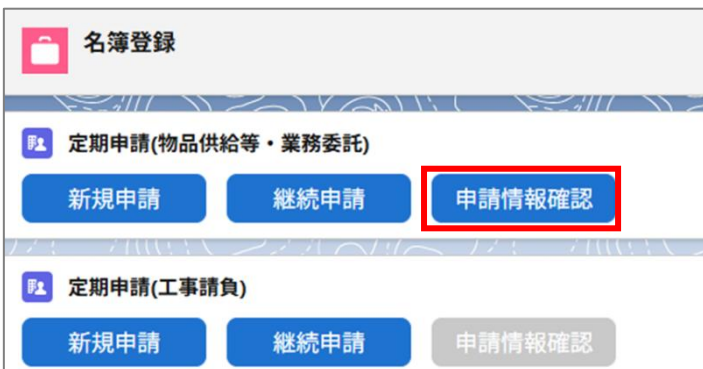 名簿登録
定期申請(物品供給等・業務委託)
新規申請 継続申請 申請情報確認
定期申請(工事請負)
新規申請 継続申請 申請情報確認